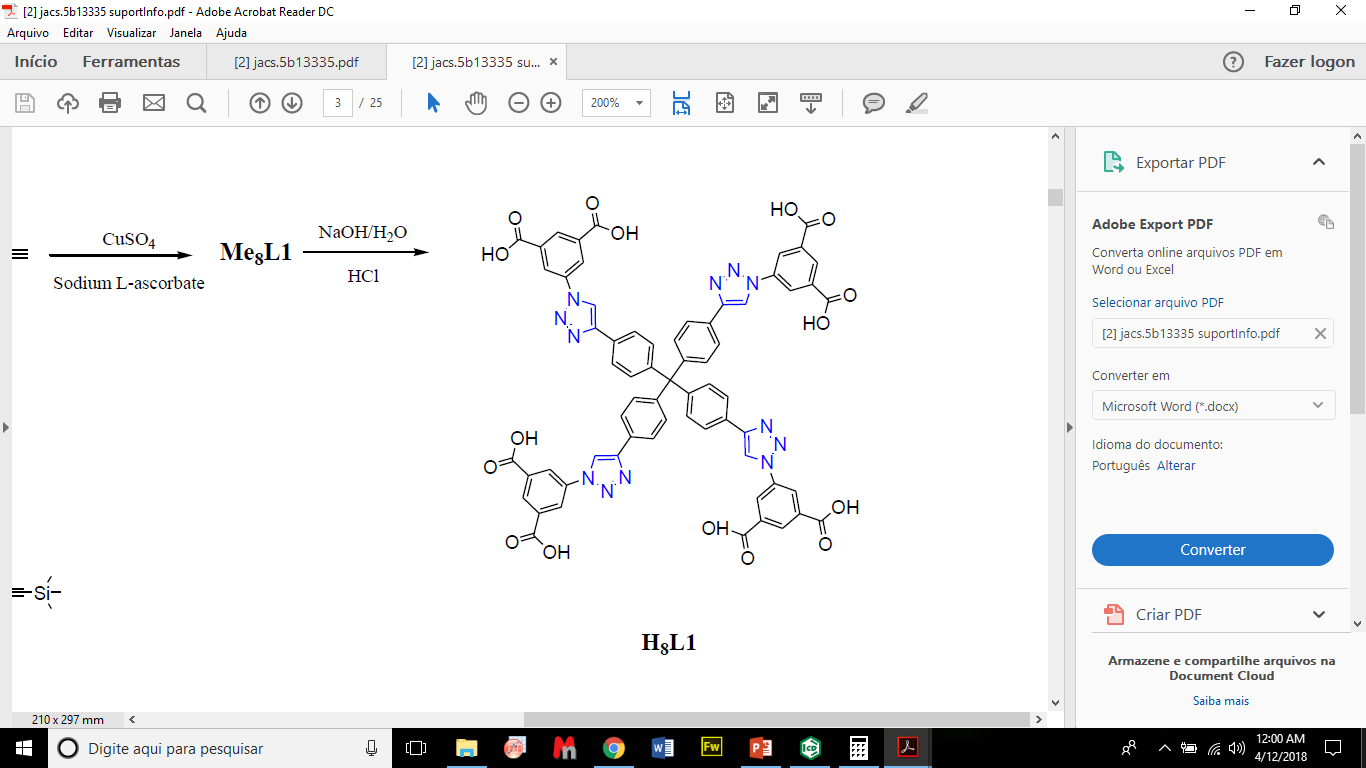 [2] jacs.5b13335 suportInfo.pdf - Adobe Acrobat Reader DC
Arquivo Editar Visualizar Janela Ajuda
Início Ferramentas [2] jacs.5b13335.pdf [2] jacs.5b13335 su... × ? Fazer logon
3 / 25 200%
CuSO₄
Sodium L-ascorbate
Me₈L1
NaOH/H₂O
HCl
O O HO OH
N N N
HO O O HO
N N N
OH O O OH
N N N
OH O O OH
N N N
Si
H₈L1
210 x 297 mm
Exportar PDF
Adobe Export PDF
Converta online arquivos PDF em
Word ou Excel
Selecionar arquivo PDF
[2] jacs.5b13335 suportInfo.pdf
Converter em
Microsoft Word (*.docx)
Idioma do documento:
Português Alterar
Converter
Criar PDF
Armazene e compartilhe arquivos na
Document Cloud
Saiba mais
Digite aqui para pesquisar
Fw
12:00 AM
4/12/2018